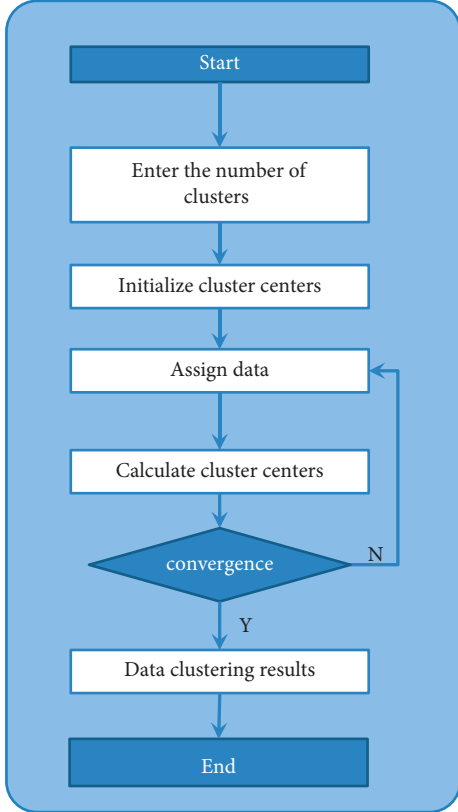 Start
Enter the number of
clusters
Initialize cluster centers
Assign data
Calculate cluster centers
convergence
N
Y
Data clustering results
End